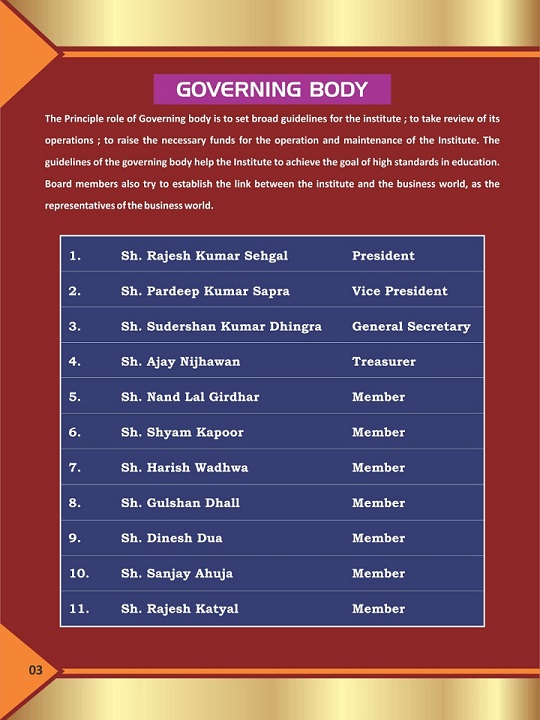 GOVERNING BODY
The Principle role of Governing body is to set broad guidelines for the institute ; to take review of its
operations ; to raise the necessary funds for the operation and maintenance of the Institute. The
guidelines of the governing body help the Institute to achieve the goal of high standards in education.
Board members also try to establish the link between the institute and the business world, as the
representatives of the business world.
1. Sh. Rajesh Kumar Sehgal President
2. Sh. Pardeep Kumar Sapra Vice President
3. Sh. Sudershan Kumar Dhingra General Secretary
4. Sh. Ajay Nijhawan Treasurer
5. Sh. Nand Lal Girdhar Member
6. Sh. Shyam Kapoor Member
7. Sh. Harish Wadhwa Member
8. Sh. Gulshan Dhall Member
9. Sh. Dinesh Dua Member
10. Sh. Sanjay Ahuja Member
11. Sh. Rajesh Katyal Member
03